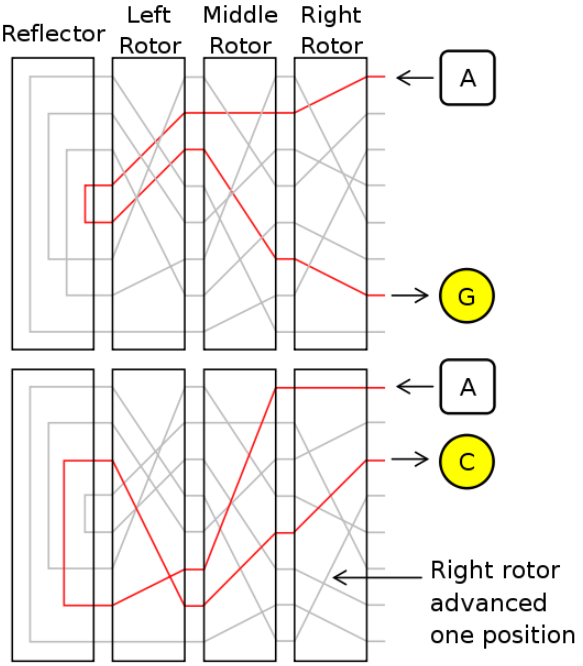 Reflector
Left
Rotor
Middle
Rotor
Right
Rotor
A
G
A
C
Right rotor
advanced
one position